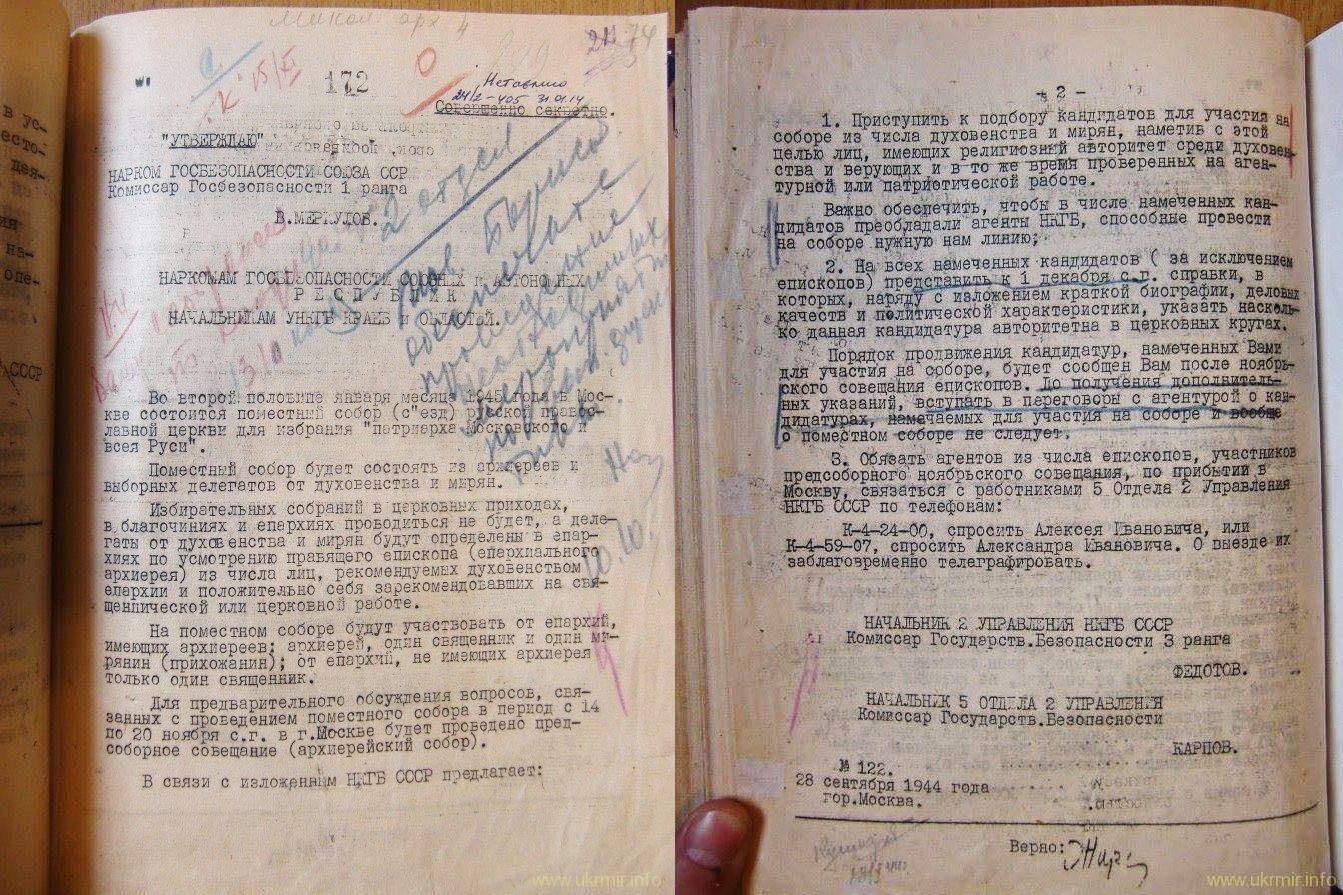 172
Совершенно секретно.
24/2-405 31.01.14
"УТВЕРЖДАЮ"
НАРКОМ ГОСБЕЗОПАСНОСТИ СОЮЗА ССР
Комиссар Госбезопасности 1 ранга
В.МЕРКУЛОВ.
2 отдел
НАРКОМАМ ГОСБЕЗОПАСНОСТИ СОЮЗНЫХ и АВТОНОМНЫХ
РЕСПУБЛИК
НАЧАЛЬНИКАМ УНКГБ КРАЕВ и ОБЛАСТЕЙ.
Во второй половине января месяца 1945 года в Мос-
кве состоится поместный собор (с"езд) русской правос-
лавной церкви для избрания "патриарха Московского и
всея Руси".
Поместный собор будет состоять из архиереев и
выборных делегатов от духовенства и мирян.
Избирательных собраний в церковных приходах,
в благочиниях и епархиях проводиться не будет, а деле-
гаты от духовенства и мирян будут определены в епар-
хиях по усмотрению правящего епископа (епархиального
архиерея) из числа лиц, рекомендуемых духовенством
епархии и положительно себя зарекомендовавших на свя-
щеннической или церковной работе.
На поместном соборе будут участвовать от епархий,
имеющих архиереев: архиерей, один священник и один ми-
рянин (прихожанин); от епархий, не имеющих архиерея
только один священник.
Для предварительного обсуждения вопросов, свя-
занных с проведением поместного собора в период с 14
по 20 ноября с.г. в г.Москве будет проведено пред-
соборное совещание (архиерейский собор).
В связи с изложенным НКГБ СССР предлагает:
www.ukrmir.info
- 2 -
1. Приступить к подбору кандидатов для участия на
соборе из числа духовенства и мирян, наметив с этой
целью лиц, имеющих религиозный авторитет среди духовен-
ства и верующих и в то же время проверенных на аген-
турной или патриотической работе.
Важно обеспечить, чтобы в числе намеченных кан-
дидатов преобладали агенты НКГБ, способные провести
на соборе нужную нам линию;
2. На всех намеченных кандидатов ( за исключением
епископов) представить к 1 декабря с.г. справки, в
которых, наряду с изложением краткой биографии, деловых
качеств и политической характеристики, указать насколь-
ко данная кандидатура авторитетна в церковных кругах.
Порядок продвижения кандидатур, намеченных Вами
для участия на соборе, будет сообщен Вам после ноябрь-
ского совещания епископов. До получения дополнитель-
ных указаний, вступать в переговоры с агентурой о кан-
дидатурах, намечаемых для участия на соборе и вообще
о поместном соборе не следует.
3. Обязать агентов из числа епископов, участников
предсоборного ноябрьского совещания, по прибытии в
Москву, связаться с работниками 5 Отдела 2 Управления
НКГБ СССР по телефонам:
К-4-24-00, спросить Алексея Ивановича, или
К-4-59-07, спросить Александра Ивановича. О выезде их
заблаговременно телеграфировать.
НАЧАЛЬНИК 2 УПРАВЛЕНИЯ НКГБ СССР
Комиссар Государств.Безопасности 3 ранга
ФЕДОТОВ.
НАЧАЛЬНИК 5 ОТДЕЛА 2 УПРАВЛЕНИЯ
Комиссар Государств.Безопасности
КАРПОВ.
№ 122.
28 сентября 1944 года
гор.Москва.
Верно:
www.ukrmir.info